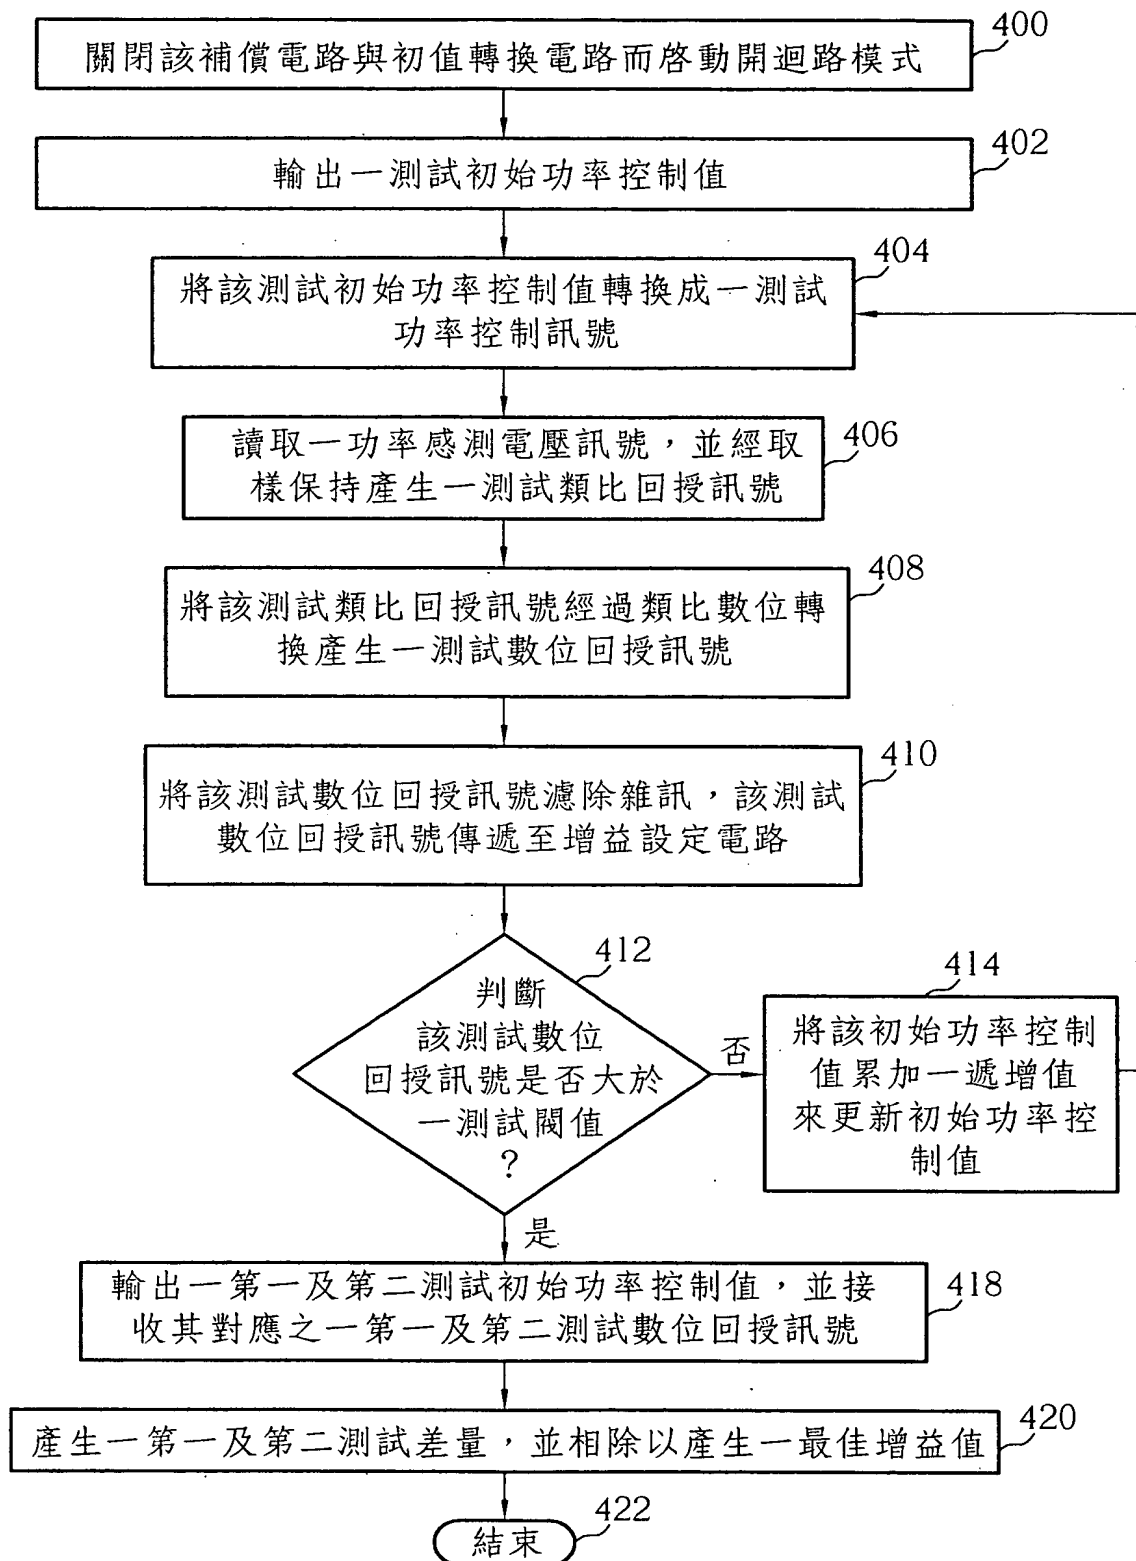 400
關閉該補償電路與初值轉換電路而啓動開迴路模式
402
輸出一測試初始功率控制值
404
將該測試初始功率控制值轉換成一測試
功率控制訊號
406
讀取一功率感測電壓訊號，並經取
樣保持產生一測試類比回授訊號
408
將該測試類比回授訊號經過類比數位轉
換產生一測試數位回授訊號
410
將該測試數位回授訊號濾除雜訊，該測試
數位回授訊號傳遞至增益設定電路
412
判斷
該測試數位
回授訊號是否大於
一測試閥值
？
否
414
將該初始功率控制
值累加一遞增值
來更新初始功率控
制值
是
418
輸出一第一及第二測試初始功率控制值，並接
收其對應之一第一及第二測試數位回授訊號
420
產生一第一及第二測試差量，並相除以產生一最佳增益值
422
結束